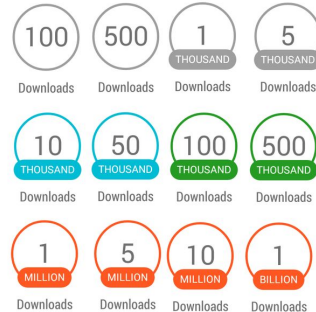 100 500 1 5
THOUSAND THOUSAND
Downloads Downloads Downloads Downloads
10 50 100 500
THOUSAND THOUSAND THOUSAND THOUSAND
Downloads Downloads Downloads Downloads
1 5 10 1
MILLION MILLION MILLION BILLION
Downloads Downloads Downloads Downloads